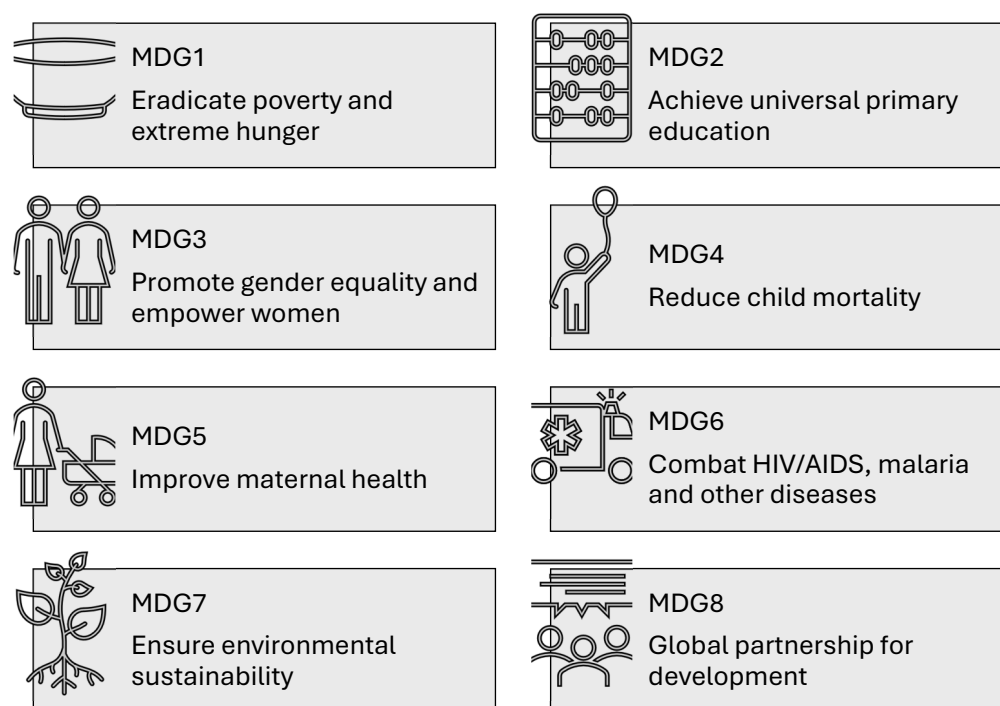 MDG1
Eradicate poverty and
extreme hunger
MDG2
Achieve universal primary
education
MDG3
Promote gender equality and
empower women
MDG4
Reduce child mortality
MDG5
Improve maternal health
MDG6
Combat HIV/AIDS, malaria
and other diseases
MDG7
Ensure environmental
sustainability
MDG8
Global partnership for
development